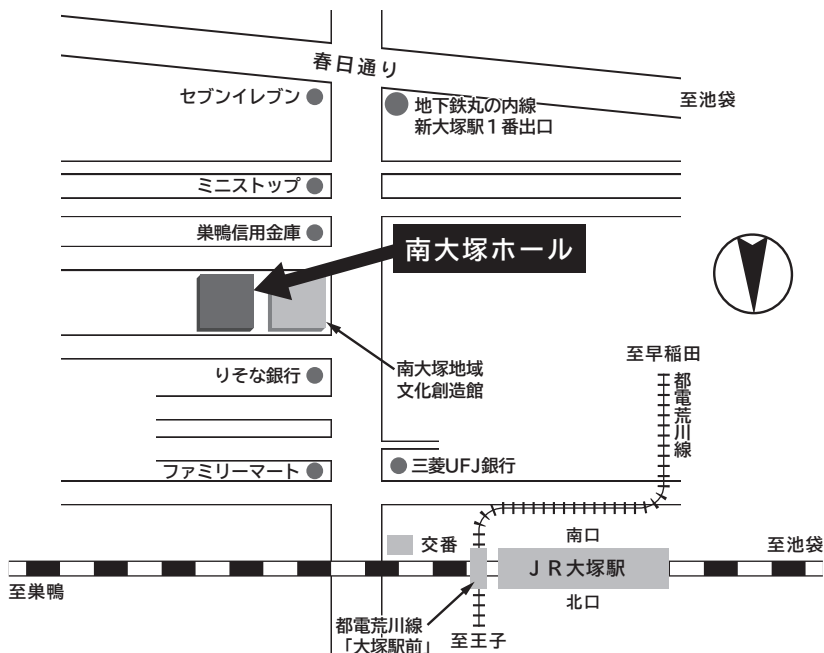 春日通り
セブンイレブン
地下鉄丸の内線
新大塚駅1番出口
至池袋
ミニストップ
巣鴨信用金庫
南大塚ホール
南大塚地域
文化創造館
至早稲田
都電荒川線
りそな銀行
ファミリーマート
三菱UFJ銀行
交番
南口
至池袋
JR大塚駅
至巣鴨
北口
都電荒川線
「大塚駅前」
至王子